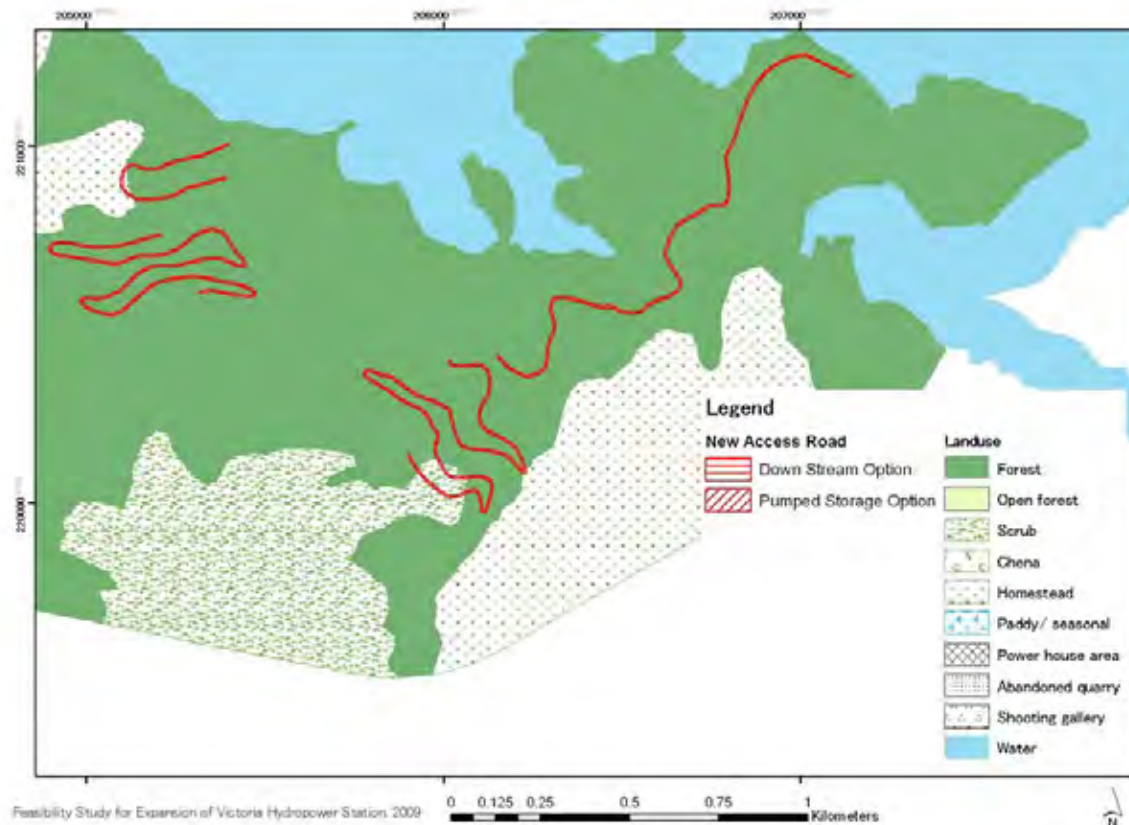 205000 206000 207000
221000
220000
Legend
New Access Road
Down Stream Option
Pumped Storage Option
Landuse
Forest
Open forest
Scrub
Chena
Homestead
Paddy/ seasonal
Power house area
Abandoned quarry
Shooting gallery
Water
Feasibility Study for Expansion of Victoria Hydropower Station, 2009
0 0.125 0.25 0.5 0.75 1
Kilometers
N